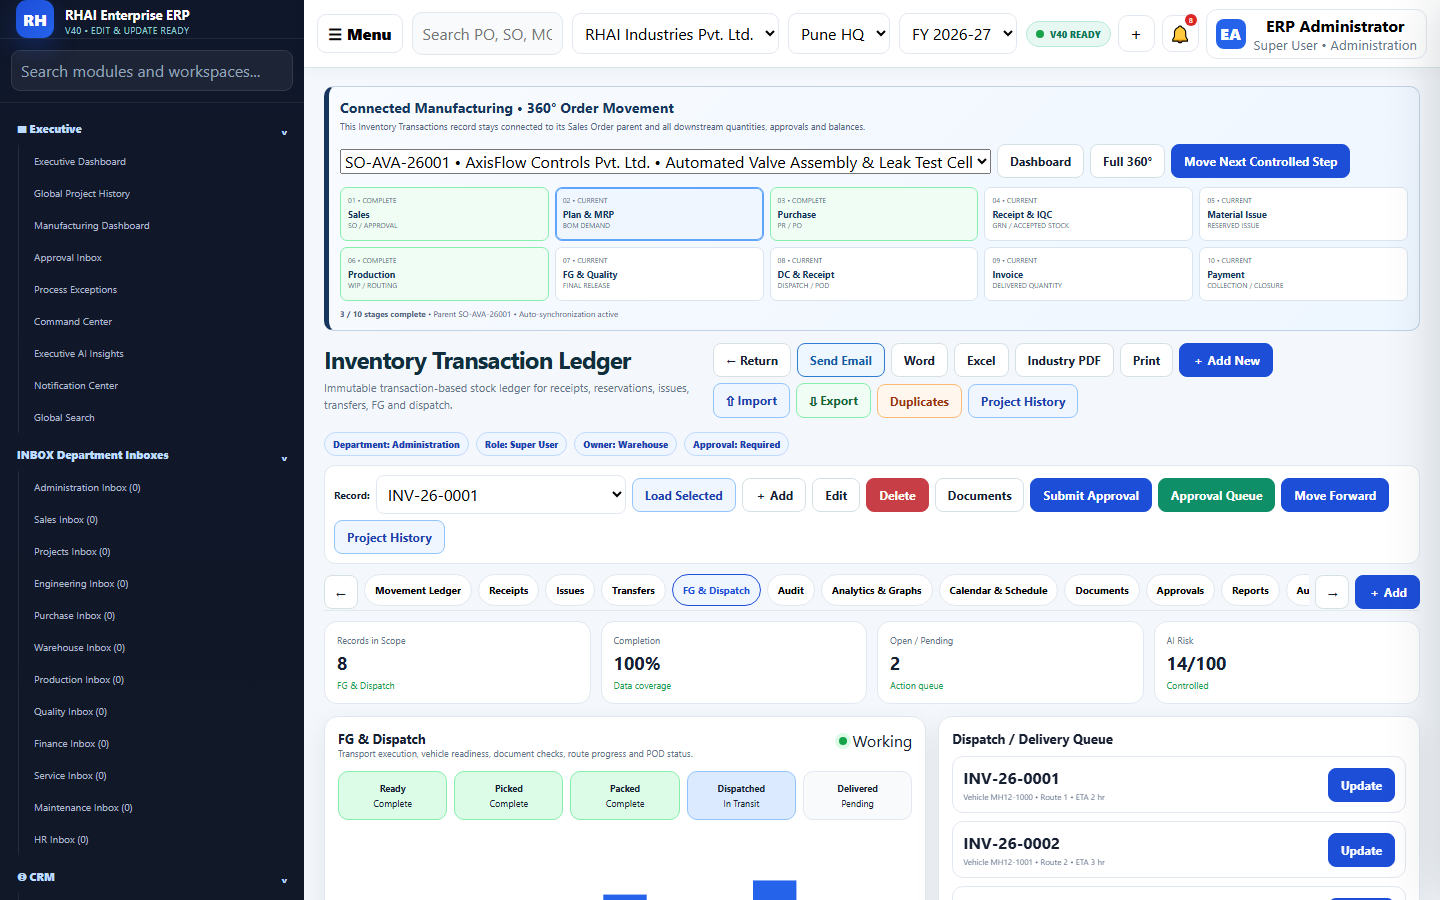 RH
RHAI Enterprise ERP
V40 • EDIT & UPDATE READY
Search modules and workspaces...
Executive
Executive Dashboard
Global Project History
Manufacturing Dashboard
Approval Inbox
Process Exceptions
Command Center
Executive AI Insights
Notification Center
Global Search
INBOX Department Inboxes
Administration Inbox (0)
Sales Inbox (0)
Projects Inbox (0)
Engineering Inbox (0)
Purchase Inbox (0)
Warehouse Inbox (0)
Production Inbox (0)
Quality Inbox (0)
Finance Inbox (0)
Service Inbox (0)
Maintenance Inbox (0)
HR Inbox (0)
CRM
☰ Menu
Search PO, SO, MC
RHAI Industries Pvt. Ltd.
Pune HQ
FY 2026-27
V40 READY
+
8
EA
ERP Administrator
Super User • Administration
Connected Manufacturing • 360° Order Movement
This Inventory Transactions record stays connected to its Sales Order parent and all downstream quantities, approvals and balances.
SO-AVA-26001 • AxisFlow Controls Pvt. Ltd. • Automated Valve Assembly & Leak Test Cell
Dashboard
Full 360°
Move Next Controlled Step
01 • COMPLETE
Sales
SO / APPROVAL
02 • CURRENT
Plan & MRP
BOM DEMAND
03 • COMPLETE
Purchase
PR / PO
04 • CURRENT
Receipt & IQC
GRN / ACCEPTED STOCK
05 • CURRENT
Material Issue
RESERVED ISSUE
06 • COMPLETE
Production
WIP / ROUTING
07 • CURRENT
FG & Quality
FINAL RELEASE
08 • CURRENT
DC & Receipt
DISPATCH / POD
09 • CURRENT
Invoice
DELIVERED QUANTITY
10 • CURRENT
Payment
COLLECTION / CLOSURE
3 / 10 stages complete • Parent SO-AVA-26001 • Auto-synchronization active
Inventory Transaction Ledger
Immutable transaction-based stock ledger for receipts, reservations, issues,
transfers, FG and dispatch.
← Return
Send Email
Word
Excel
Industry PDF
Print
+ Add New
⇧ Import
⇩ Export
Duplicates
Project History
Department: Administration
Role: Super User
Owner: Warehouse
Approval: Required
Record:
INV-26-0001
Load Selected
+ Add
Edit
Delete
Documents
Submit Approval
Approval Queue
Move Forward
Project History
←
Movement Ledger
Receipts
Issues
Transfers
FG & Dispatch
Audit
Analytics & Graphs
Calendar & Schedule
Documents
Approvals
Reports
Au
→
+ Add
Records in Scope
8
FG & Dispatch
Completion
100%
Data coverage
Open / Pending
2
Action queue
AI Risk
14/100
Controlled
FG & Dispatch
Transport execution, vehicle readiness, document checks, route progress and POD status.
Working
Ready
Complete
Picked
Complete
Packed
Complete
Dispatched
In Transit
Delivered
Pending
Dispatch / Delivery Queue
INV-26-0001
Vehicle MH12-1000 • Route 1 • ETA 2 hr
Update
INV-26-0002
Vehicle MH12-1001 • Route 2 • ETA 3 hr
Update